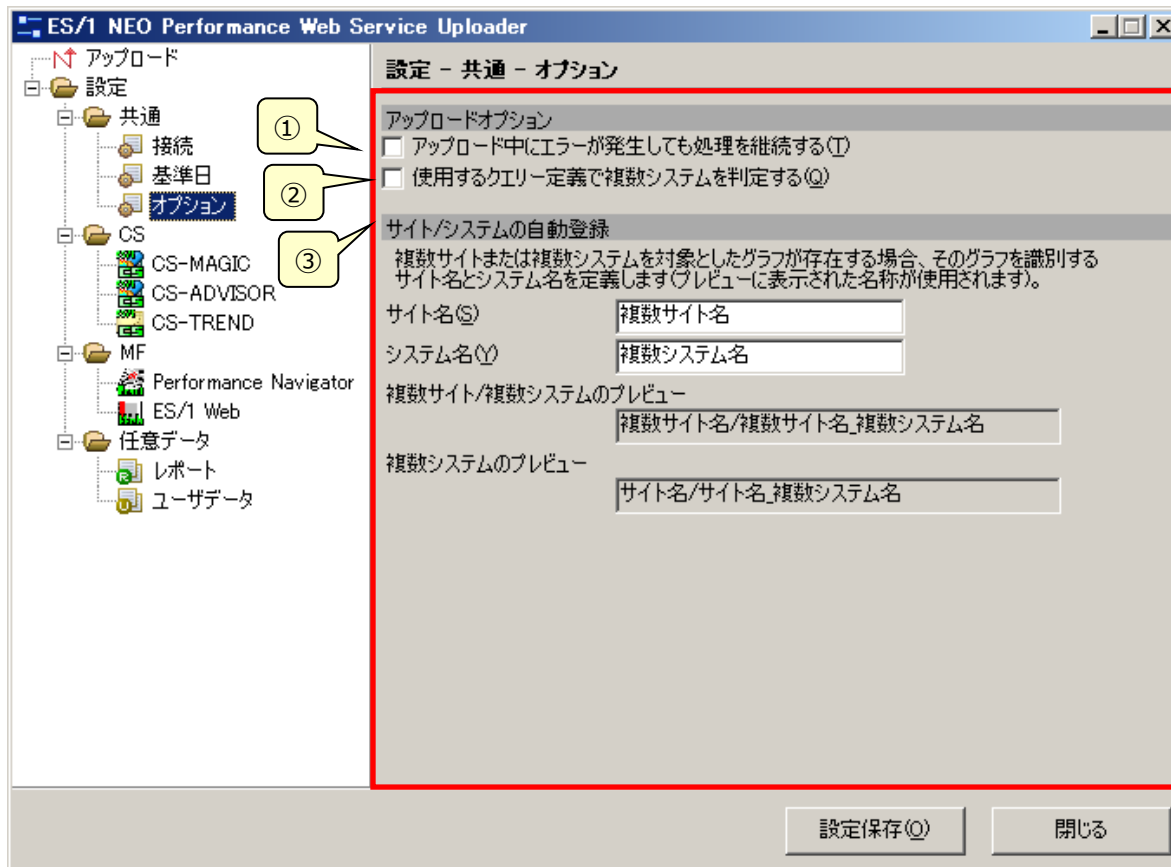 ES/1 NEO Performance Web Service Uploader
アップロード
設定
共通
接続
基準日
オプション
CS
CS-MAGIC
CS-ADVISOR
CS-TREND
MF
Performance Navigator
ES/1 Web
任意データ
レポート
ユーザデータ
①
②
③
設定 - 共通 - オプション
アップロードオプション
アップロード中にエラーが発生しても処理を継続する(T)
使用するクエリー定義で複数システムを判定する(Q)
サイト/システムの自動登録
複数サイトまたは複数システムを対象としたグラフが存在する場合、そのグラフを識別する
サイト名とシステム名を定義します(プレビューに表示された名称が使用されます)。
サイト名(S) 複数サイト名
システム名(Y) 複数システム名
複数サイト/複数システムのプレビュー
複数サイト名/複数サイト名_複数システム名
複数システムのプレビュー
サイト名/サイト名_複数システム名
設定保存(O) 閉じる